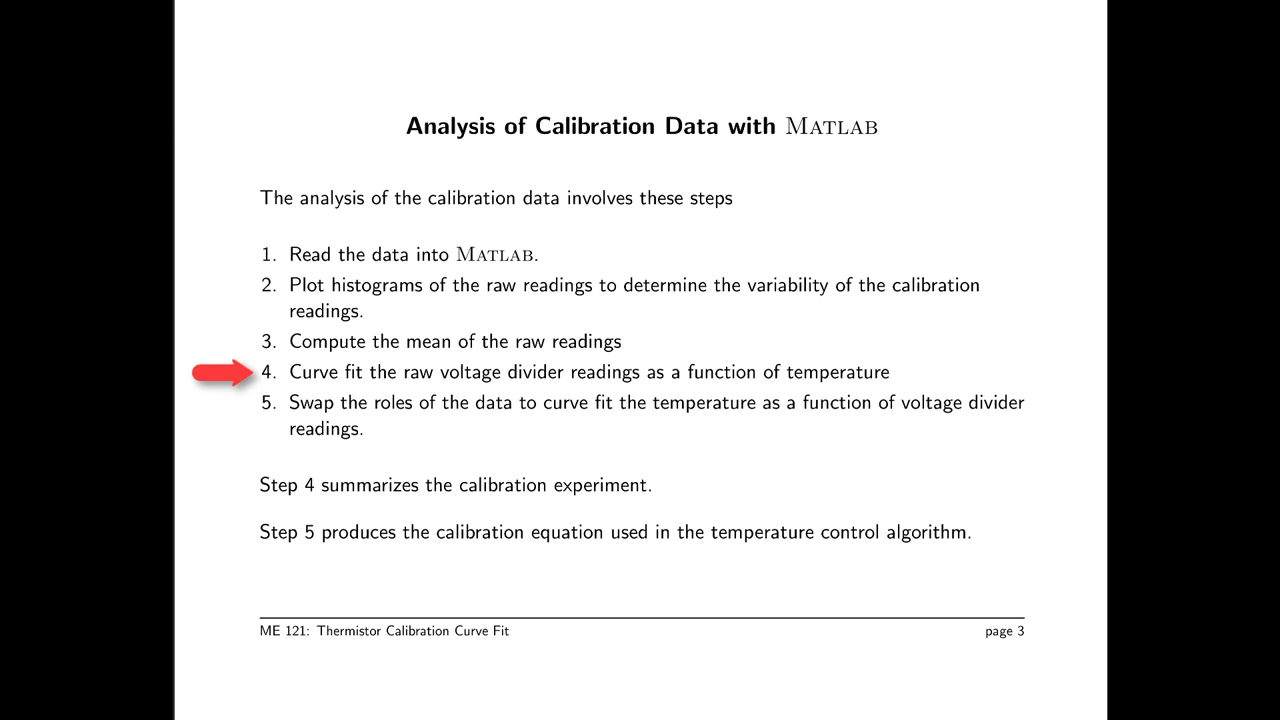 Analysis of Calibration Data with MATLAB
The analysis of the calibration data involves these steps
1. Read the data into MATLAB.
2. Plot histograms of the raw readings to determine the variability of the calibration
readings.
3. Compute the mean of the raw readings
4. Curve fit the raw voltage divider readings as a function of temperature
5. Swap the roles of the data to curve fit the temperature as a function of voltage divider
readings.
Step 4 summarizes the calibration experiment.
Step 5 produces the calibration equation used in the temperature control algorithm.
ME 121: Thermistor Calibration Curve Fit page 3